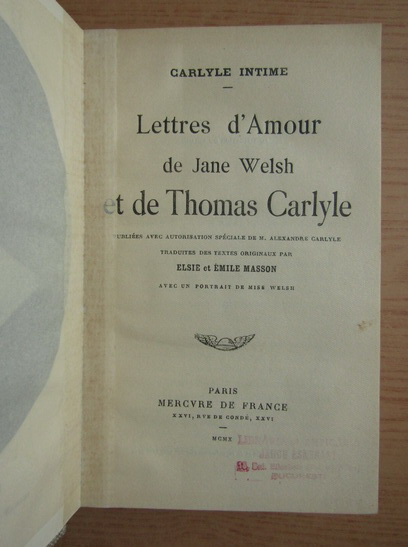 CARLYLE INTIME
Lettres d'Amour
de Jane Welsh
et de Thomas Carlyle
PUBLIÉES AVEC AUTORISATION SPÉCIALE DE M. ALEXANDRE CARLYLE
TRADUITES DES TEXTES ORIGINAUX PAR
ELSIE et ÉMILE MASSON
AVEC UN PORTRAIT DE MISS WELSH
PARIS
MERCVRE DE FRANCE
XXVI, RVE DE CONDÉ, XXVI
MCMX